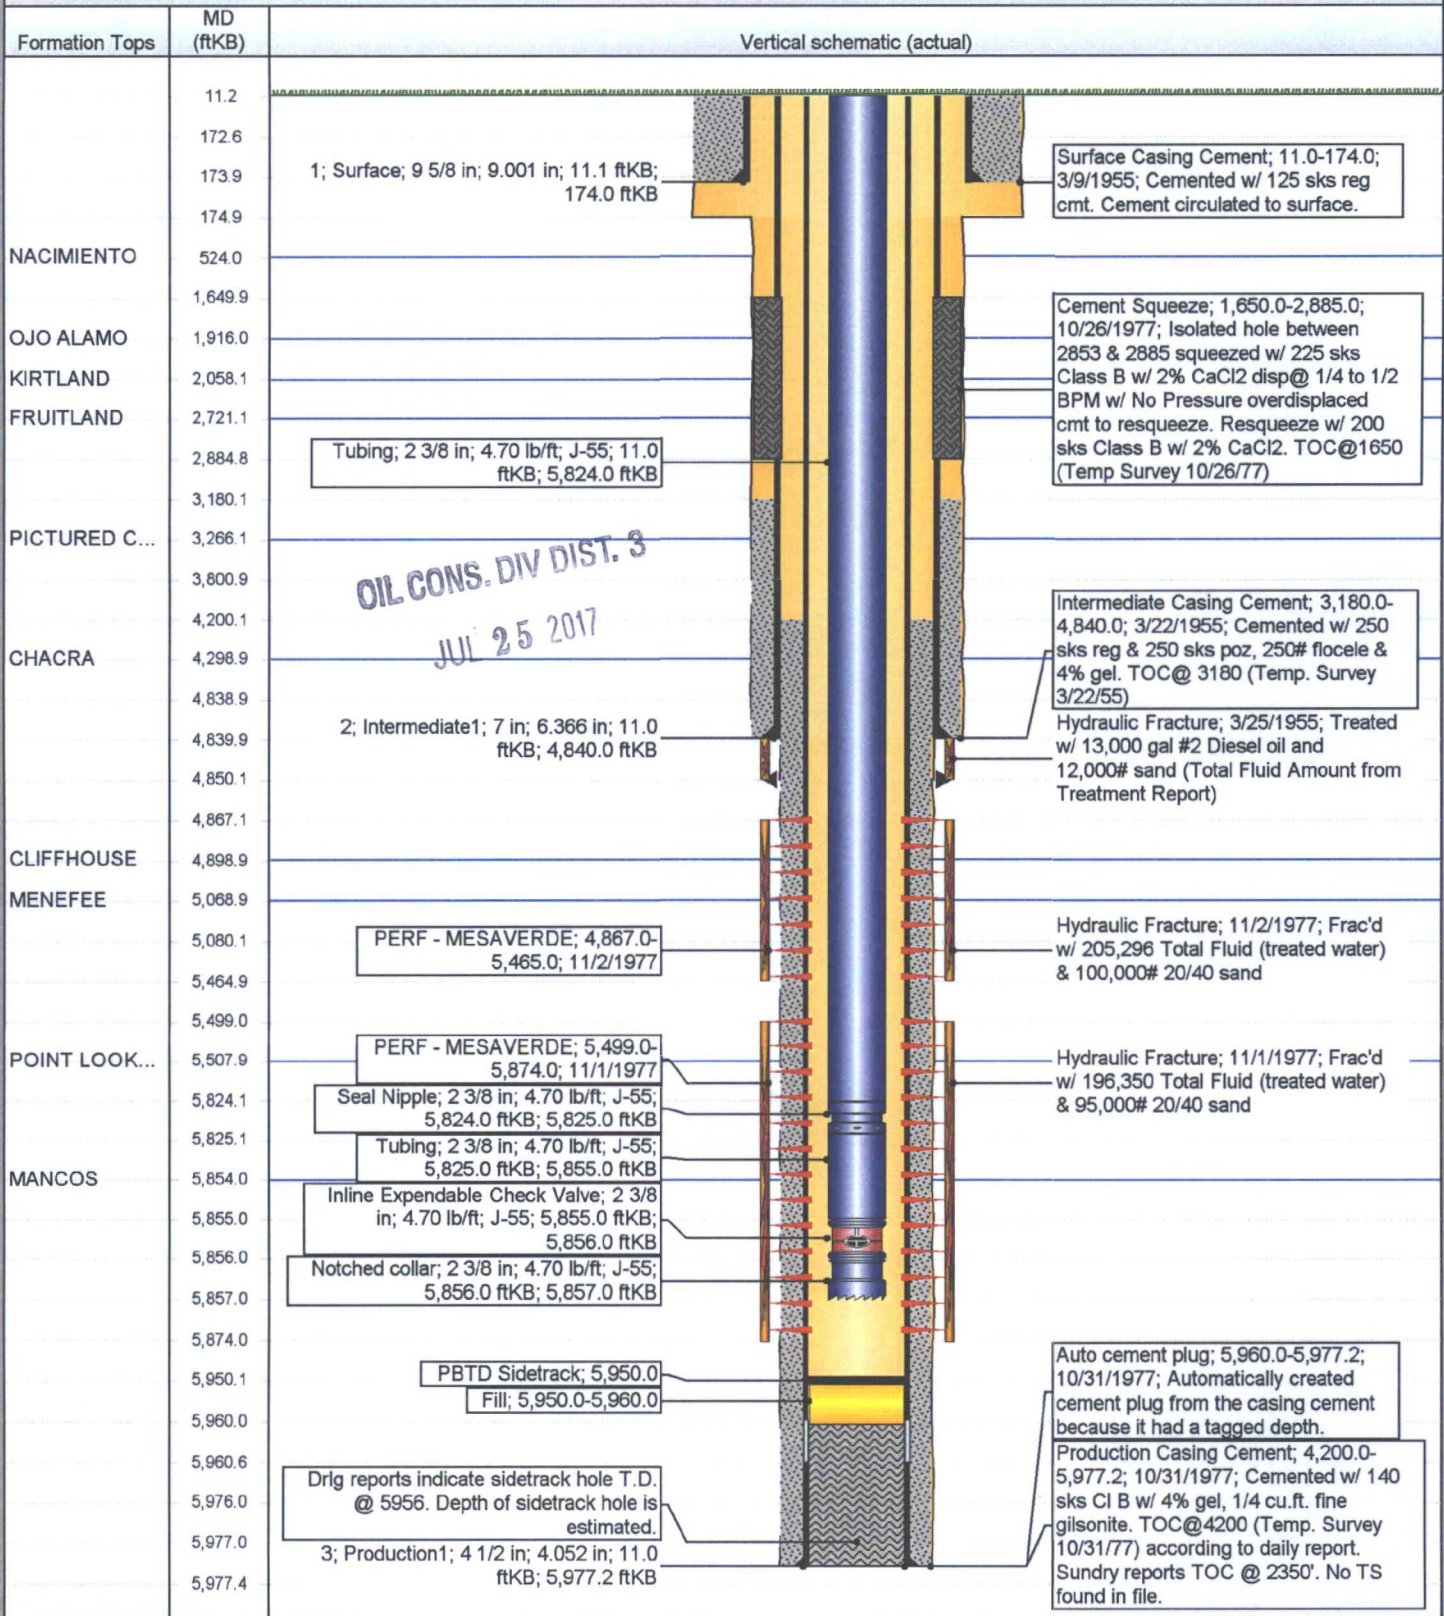 Formation Tops
MD
(ftKB)
Vertical schematic (actual)
11.2
172.6
173.9
174.9
NACIMIENTO 524.0
1,649.9
OJO ALAMO 1,916.0
KIRTLAND 2,058.1
FRUITLAND 2,721.1
2,884.8
3,180.1
PICTURED C... 3,266.1
3,800.9
4,200.1
CHACRA 4,298.9
4,838.9
4,839.9
4,850.1
4,867.1
CLIFFHOUSE 4,898.9
MENEFEE 5,068.9
5,080.1
5,464.9
5,499.0
POINT LOOK... 5,507.9
5,824.1
5,825.1
MANCOS 5,854.0
5,855.0
5,856.0
5,857.0
5,874.0
5,950.1
5,960.0
5,960.6
5,976.0
5,977.0
5,977.4
1; Surface; 9 5/8 in; 9.001 in; 11.1 ftKB;
174.0 ftKB
Tubing; 2 3/8 in; 4.70 lb/ft; J-55; 11.0
ftKB; 5,824.0 ftKB
OIL CONS. DIV DIST. 3
JUL 25 2017
2; Intermediate1; 7 in; 6.366 in; 11.0
ftKB; 4,840.0 ftKB
PERF - MESAVERDE; 4,867.0-
5,465.0; 11/2/1977
PERF - MESAVERDE; 5,499.0-
5,874.0; 11/1/1977
Seal Nipple; 2 3/8 in; 4.70 lb/ft; J-55;
5,824.0 ftKB; 5,825.0 ftKB
Tubing; 2 3/8 in; 4.70 lb/ft; J-55;
5,825.0 ftKB; 5,855.0 ftKB
Inline Expendable Check Valve; 2 3/8
in; 4.70 lb/ft; J-55; 5,855.0 ftKB;
5,856.0 ftKB
Notched collar; 2 3/8 in; 4.70 lb/ft; J-55;
5,856.0 ftKB; 5,857.0 ftKB
PBTD Sidetrack; 5,950.0
Fill; 5,950.0-5,960.0
Drlg reports indicate sidetrack hole T.D.
@ 5956. Depth of sidetrack hole is
estimated.
3; Production1; 4 1/2 in; 4.052 in; 11.0
ftKB; 5,977.2 ftKB
Surface Casing Cement; 11.0-174.0;
3/9/1955; Cemented w/ 125 sks reg
cmt. Cement circulated to surface.
Cement Squeeze; 1,650.0-2,885.0;
10/26/1977; Isolated hole between
2853 & 2885 squeezed w/ 225 sks
Class B w/ 2% CaCl2 disp@ 1/4 to 1/2
BPM w/ No Pressure overdisplaced
cmt to resqueeze. Resqueeze w/ 200
sks Class B w/ 2% CaCl2. TOC@1650
(Temp Survey 10/26/77)
Intermediate Casing Cement; 3,180.0-
4,840.0; 3/22/1955; Cemented w/ 250
sks reg & 250 sks poz, 250# flocele &
4% gel. TOC@ 3180 (Temp. Survey
3/22/55)
Hydraulic Fracture; 3/25/1955; Treated
w/ 13,000 gal #2 Diesel oil and
12,000# sand (Total Fluid Amount from
Treatment Report)
Hydraulic Fracture; 11/2/1977; Frac'd
w/ 205,296 Total Fluid (treated water)
& 100,000# 20/40 sand
Hydraulic Fracture; 11/1/1977; Frac'd
w/ 196,350 Total Fluid (treated water)
& 95,000# 20/40 sand
Auto cement plug; 5,960.0-5,977.2;
10/31/1977; Automatically created
cement plug from the casing cement
because it had a tagged depth.
Production Casing Cement; 4,200.0-
5,977.2; 10/31/1977; Cemented w/ 140
sks Cl B w/ 4% gel, 1/4 cu.ft. fine
gilsonite. TOC@4200 (Temp. Survey
10/31/77) according to daily report.
Sundry reports TOC @ 2350'. No TS
found in file.